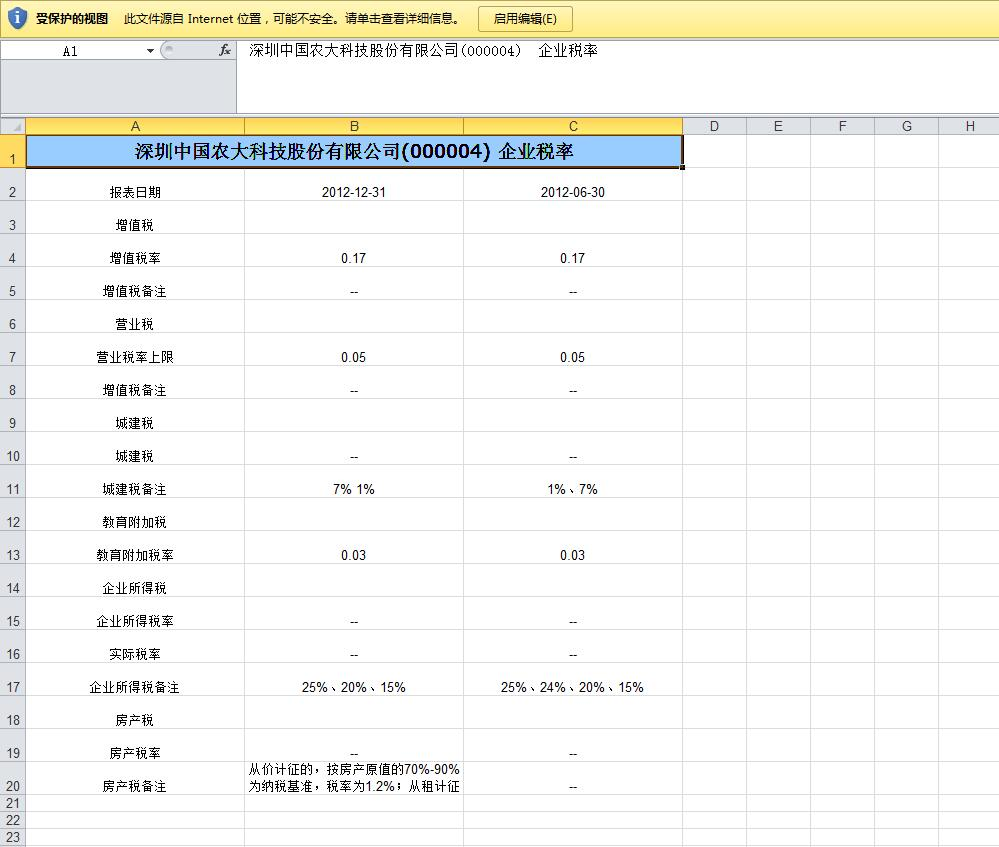 受保护的视图 此文件源自 Internet 位置，可能不安全。请单击查看详细信息。 启用编辑(E)
A1 fx 深圳中国农大科技股份有限公司(000004) 企业税率
A B C D E F G H
1 深圳中国农大科技股份有限公司(000004) 企业税率
2 报表日期 2012-12-31 2012-06-30
3 增值税
4 增值税率 0.17 0.17
5 增值税备注 -- --
6 营业税
7 营业税率上限 0.05 0.05
8 增值税备注 -- --
9 城建税
10 城建税 -- --
11 城建税备注 7% 1% 1%、7%
12 教育附加税
13 教育附加税率 0.03 0.03
14 企业所得税
15 企业所得税率 -- --
16 实际税率 -- --
17 企业所得税备注 25%、20%、15% 25%、24%、20%、15%
18 房产税
19 房产税率 -- --
从价计征的，按房产原值的70%-90%
20 房产税备注 为纳税基准，税率为1.2%；从租计征 --
21
22
23